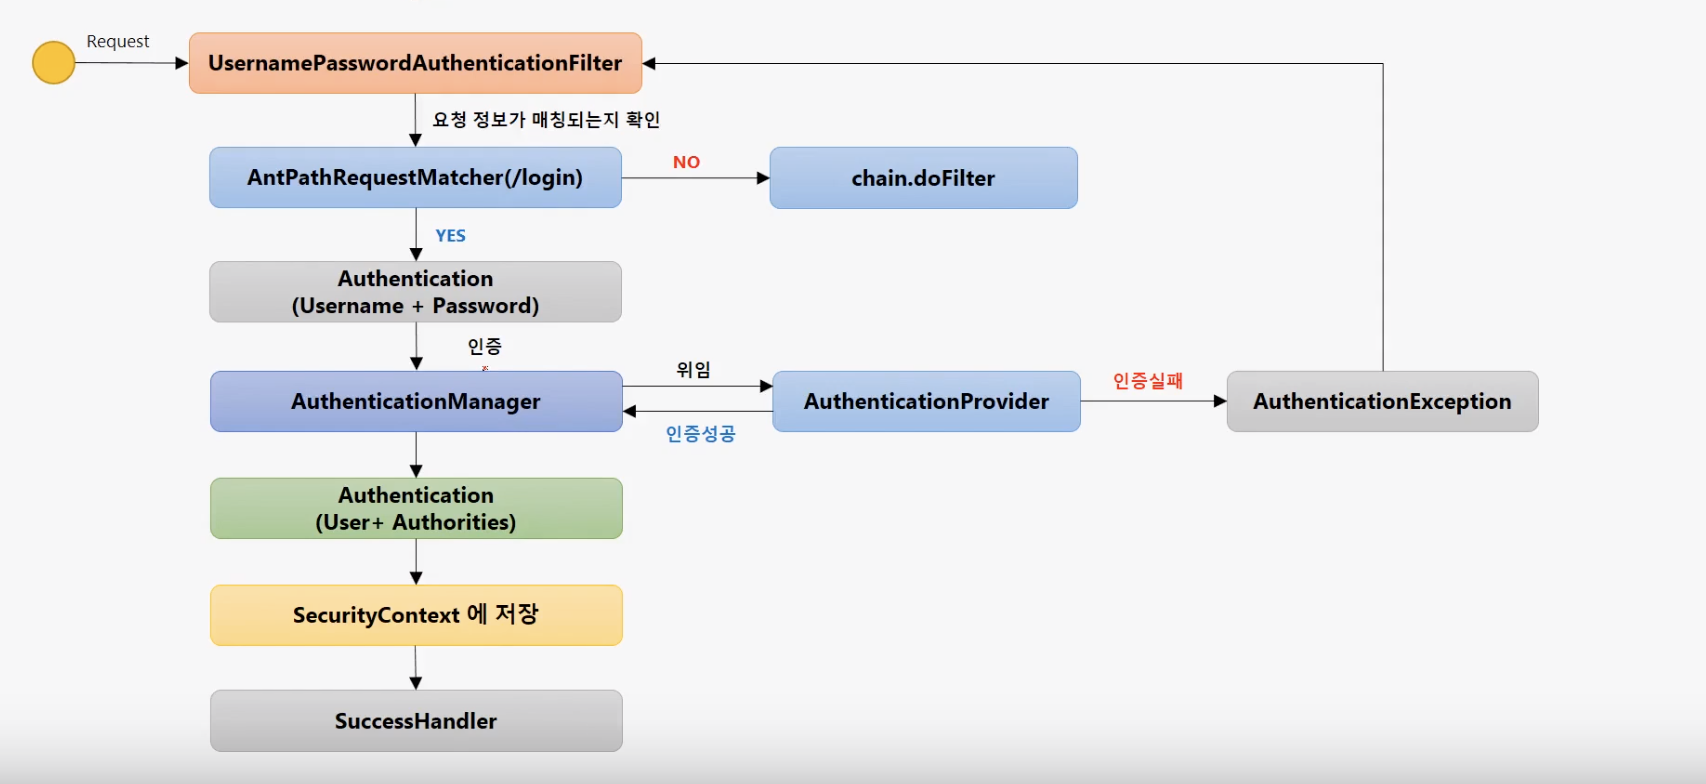 Request
UsernamePasswordAuthenticationFilter
요청 정보가 매칭되는지 확인
AntPathRequestMatcher(/login)
NO
chain.doFilter
YES
Authentication
(Username + Password)
인증
AuthenticationManager
위임
인증성공
AuthenticationProvider
인증실패
AuthenticationException
Authentication
(User+ Authorities)
SecurityContext 에 저장
SuccessHandler